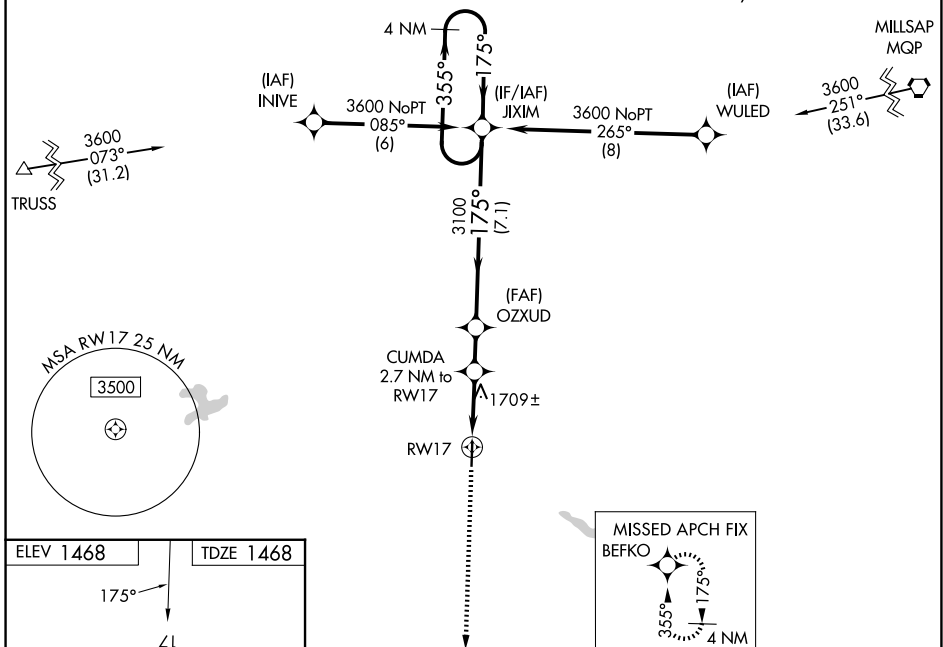 4 NM
355°
175°
MILLSAP
MQP
3600
251°
(33.6)
(IAF)
INIVE
3600 NoPT
085°
(6)
(IF/IAF)
JIXIM
3600 NoPT
265°
(8)
(IAF)
WULED
3600
073°
(31.2)
TRUSS
3100
175°
(7.1)
(FAF)
OZXUD
CUMDA
2.7 NM to
RW17
1709±
RW17
MSA RW17 25 NM
3500
MISSED APCH FIX
BEFKO
355°
175°
4 NM
ELEV 1468
TDZE 1468
175°
17